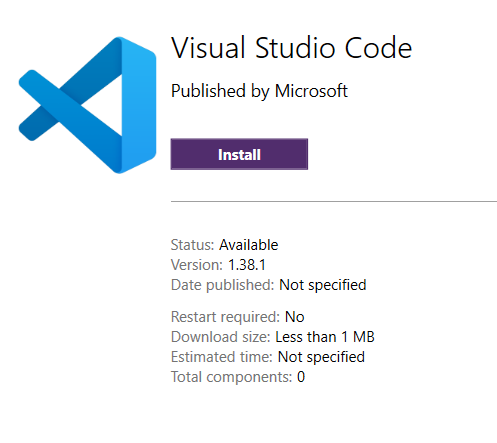 Visual Studio Code
Published by Microsoft
Install
Status: Available
Version: 1.38.1
Date published: Not specified
Restart required: No
Download size: Less than 1 MB
Estimated time: Not specified
Total components: 0